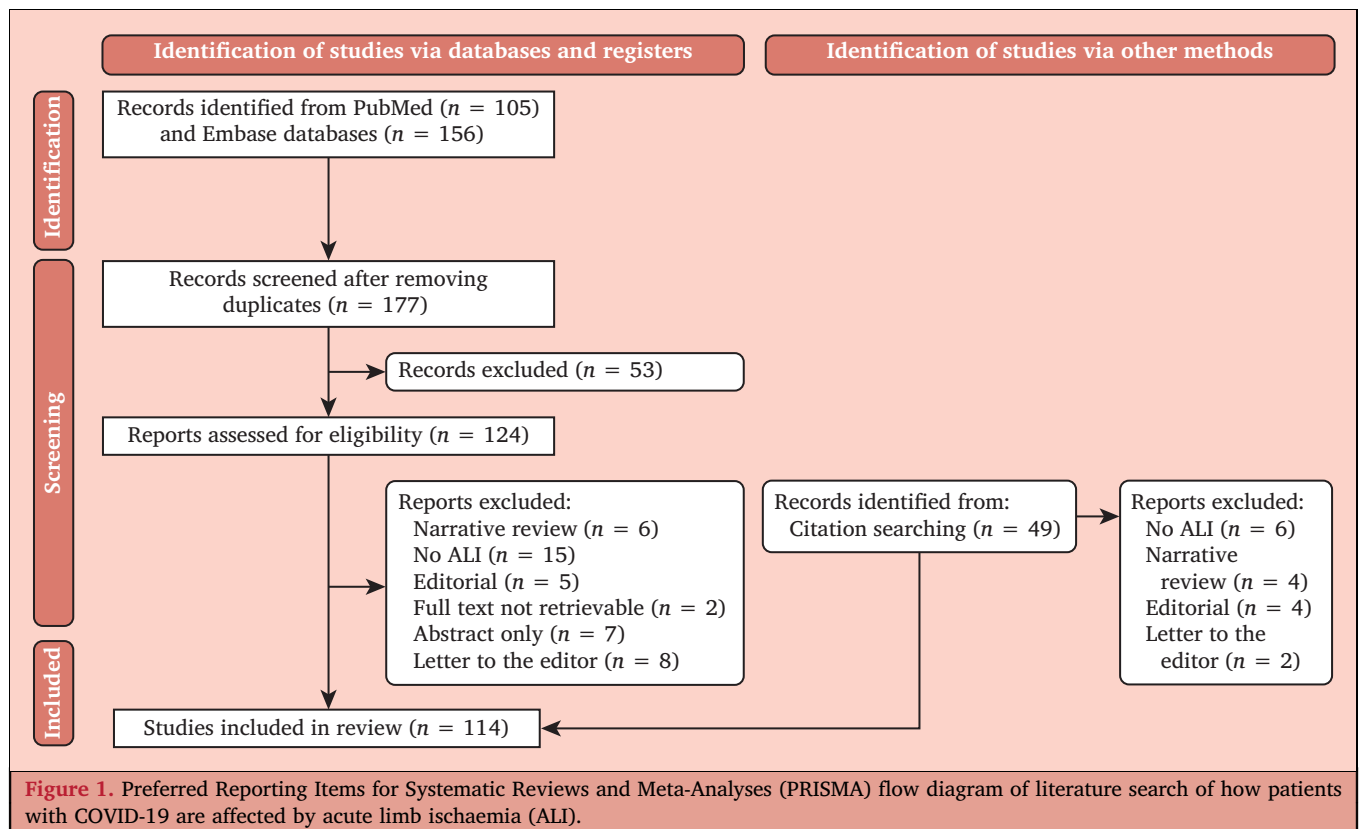 Identification of studies via databases and registers
Identification of studies via other methods
Identification
Records identified from PubMed (n = 105)
and Embase databases (n = 156)
Screening
Records screened after removing
duplicates (n = 177)
Records excluded (n = 53)
Reports assessed for eligibility (n = 124)
Reports excluded:
Narrative review (n = 6)
No ALI (n = 15)
Editorial (n = 5)
Full text not retrievable (n = 2)
Abstract only (n = 7)
Letter to the editor (n = 8)
Records identified from:
Citation searching (n = 49)
Reports excluded:
No ALI (n = 6)
Narrative
review (n = 4)
Editorial (n = 4)
Letter to the
editor (n = 2)
Included
Studies included in review (n = 114)
Figure 1. Preferred Reporting Items for Systematic Reviews and Meta-Analyses (PRISMA) flow diagram of literature search of how patients
with COVID-19 are affected by acute limb ischaemia (ALI).